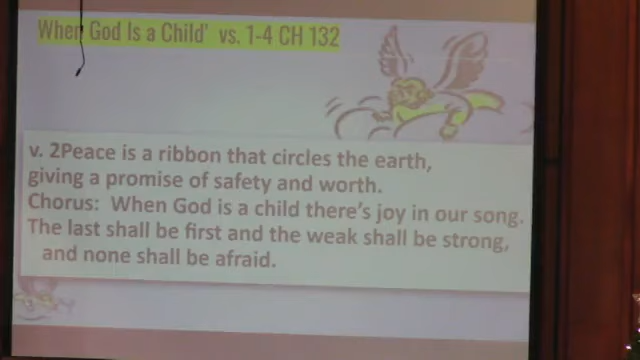 When God Is a Child' vs. 1-4 CH 132
v. 2Peace is a ribbon that circles the earth,
giving a promise of safety and worth.
Chorus: When God is a child there's joy in our song.
The last shall be first and the weak shall be strong,
and none shall be afraid.